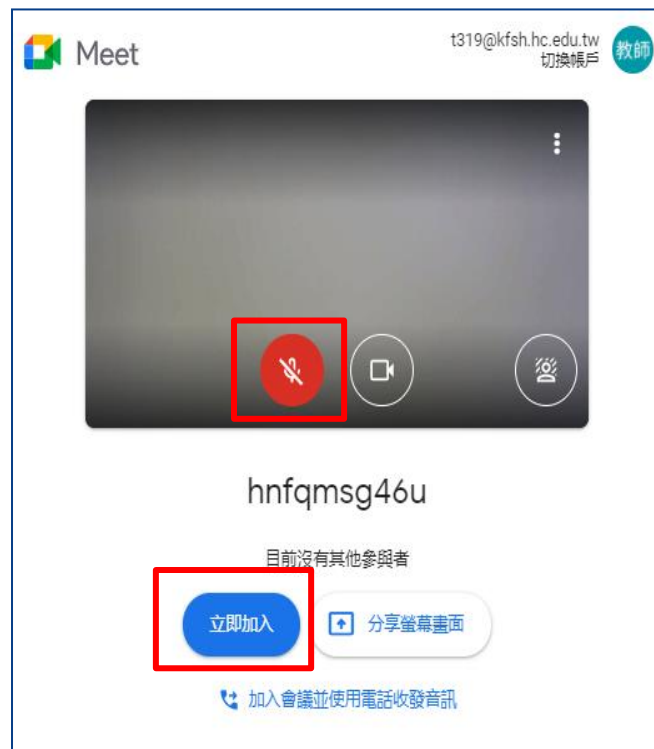 Meet
t319@kfsh.hc.edu.tw
切換帳戶
教師
hnfqmsg46u
目前沒有其他參與者
立即加入
分享螢幕畫面
加入會議並使用電話收發音訊